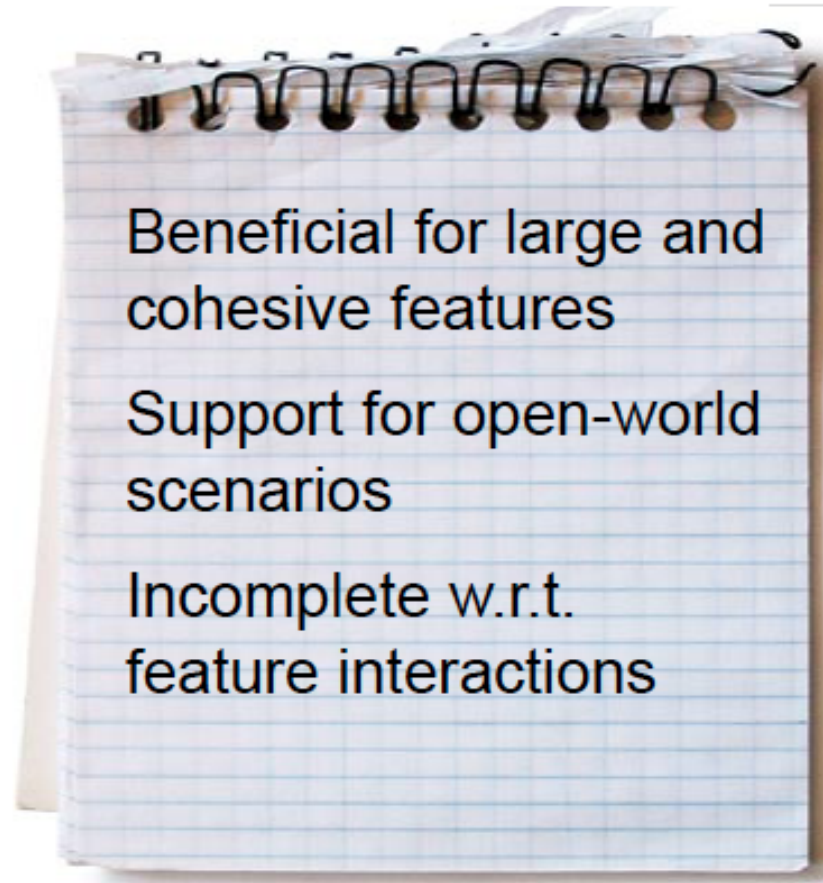 Beneficial for large and
cohesive features
Support for open-world
scenarios
Incomplete w.r.t.
feature interactions